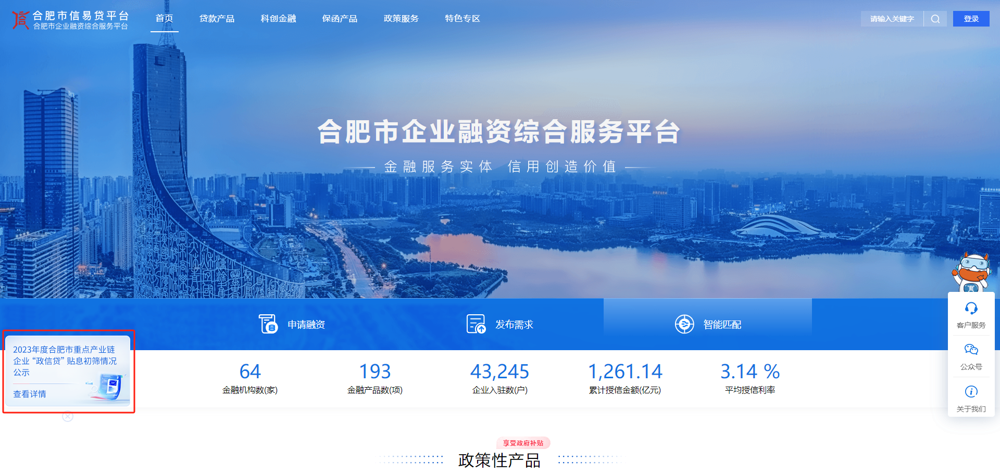 合肥市信易贷平台
合肥市企业融资综合服务平台
首页
贷款产品
科创金融
保函产品
政策服务
特色专区
请输入关键字
登录
合肥市企业融资综合服务平台
金融服务实体 信用创造价值
申请融资
发布需求
智能匹配
2023年度合肥市重点产业链
企业“政信贷”贴息初筛情况
公示
查看详情
64
金融机构数(家)
193
金融产品数(项)
43,245
企业入驻数(户)
1,261.14
累计授信金额(亿元)
3.14 %
平均授信利率
客户服务
公众号
关于我们
享受政府补贴
政策性产品